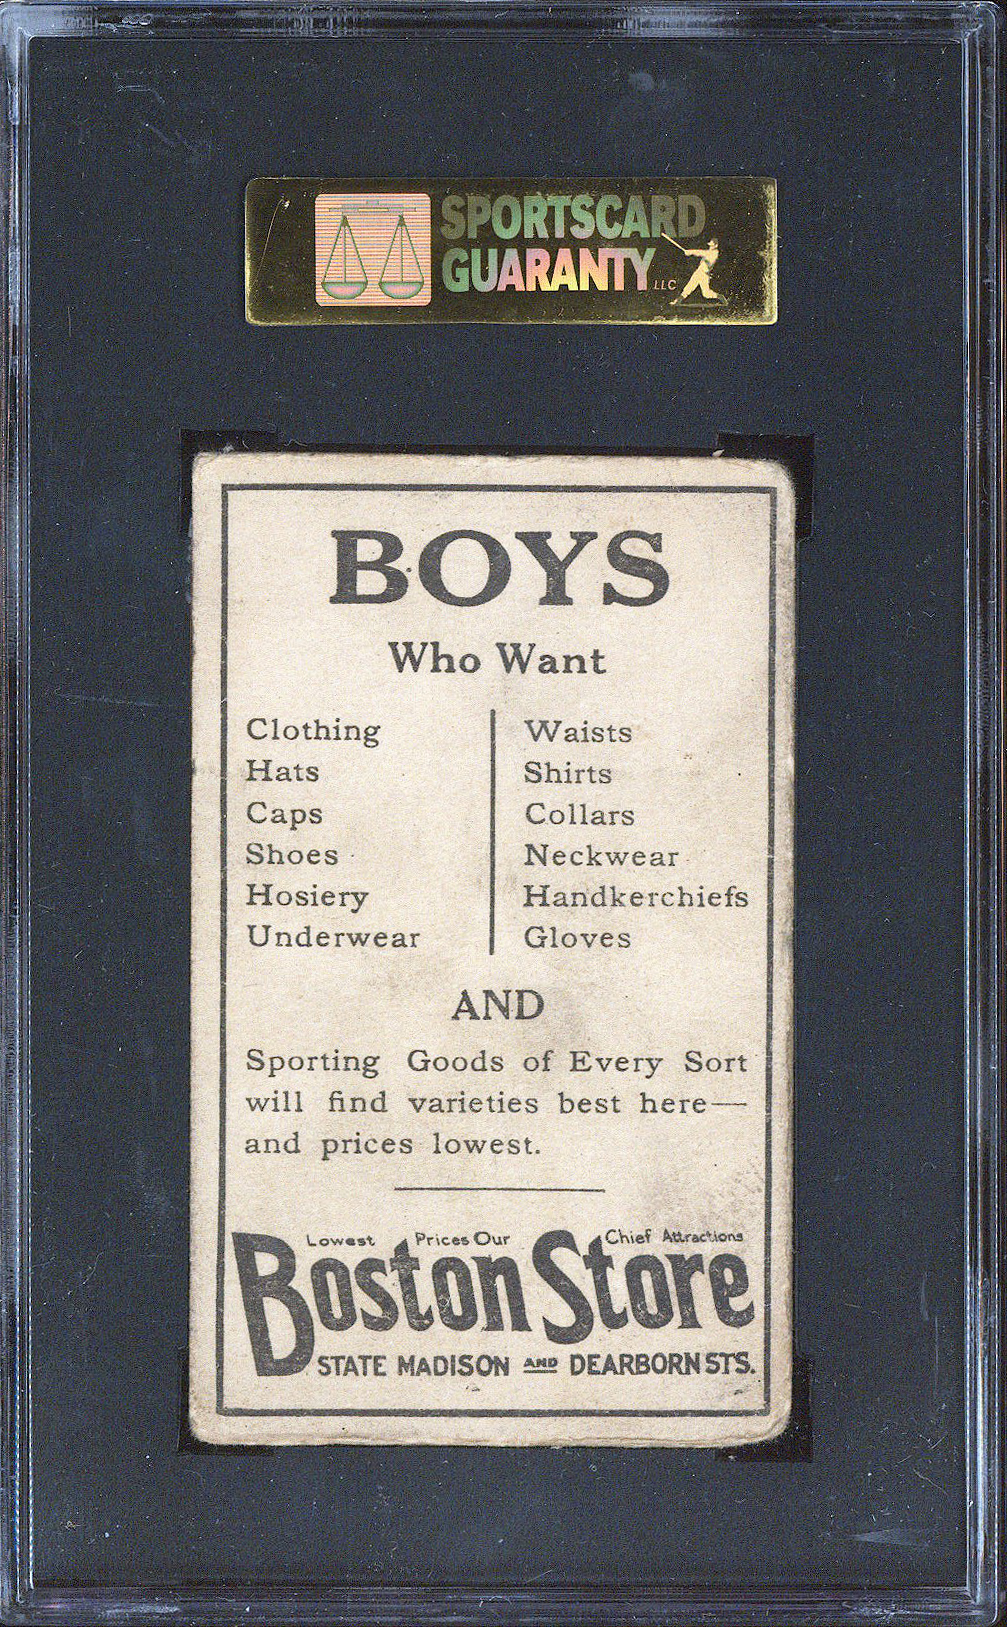 SPORTSCARD
GUARANTY LLC
BOYS
Who Want
Clothing
Hats
Caps
Shoes
Hosiery
Underwear
Waists
Shirts
Collars
Neckwear
Handkerchiefs
Gloves
AND
Sporting Goods of Every Sort
will find varieties best here—
and prices lowest.
Lowest Prices Our Chief Attractions
Boston Store
STATE MADISON AND DEARBORN STS.